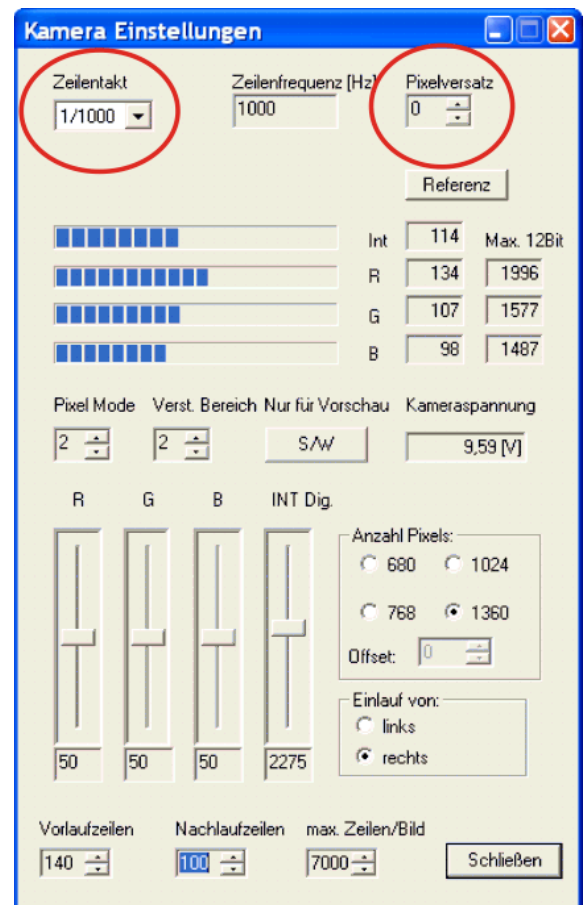 Kamera Einstellungen
Zeilentakt Zeilenfrequenz [Hz] Pixelversatz
1/1000 1000 0
Referenz
Int 114 Max. 12Bit
R 134 1996
G 107 1577
B 98 1487
Pixel Mode Verst. Bereich Nur für Vorschau Kameraspannung
2 2 S/W 9,59 [V]
R G B INT Dig.
Anzahl Pixels:
680 1024
768 1360
Offset: 0
Einlauf von:
links
rechts
50 50 50 2275
Vorlaufzeilen Nachlaufzeilen max. Zeilen/Bild
140 100 7000 Schließen